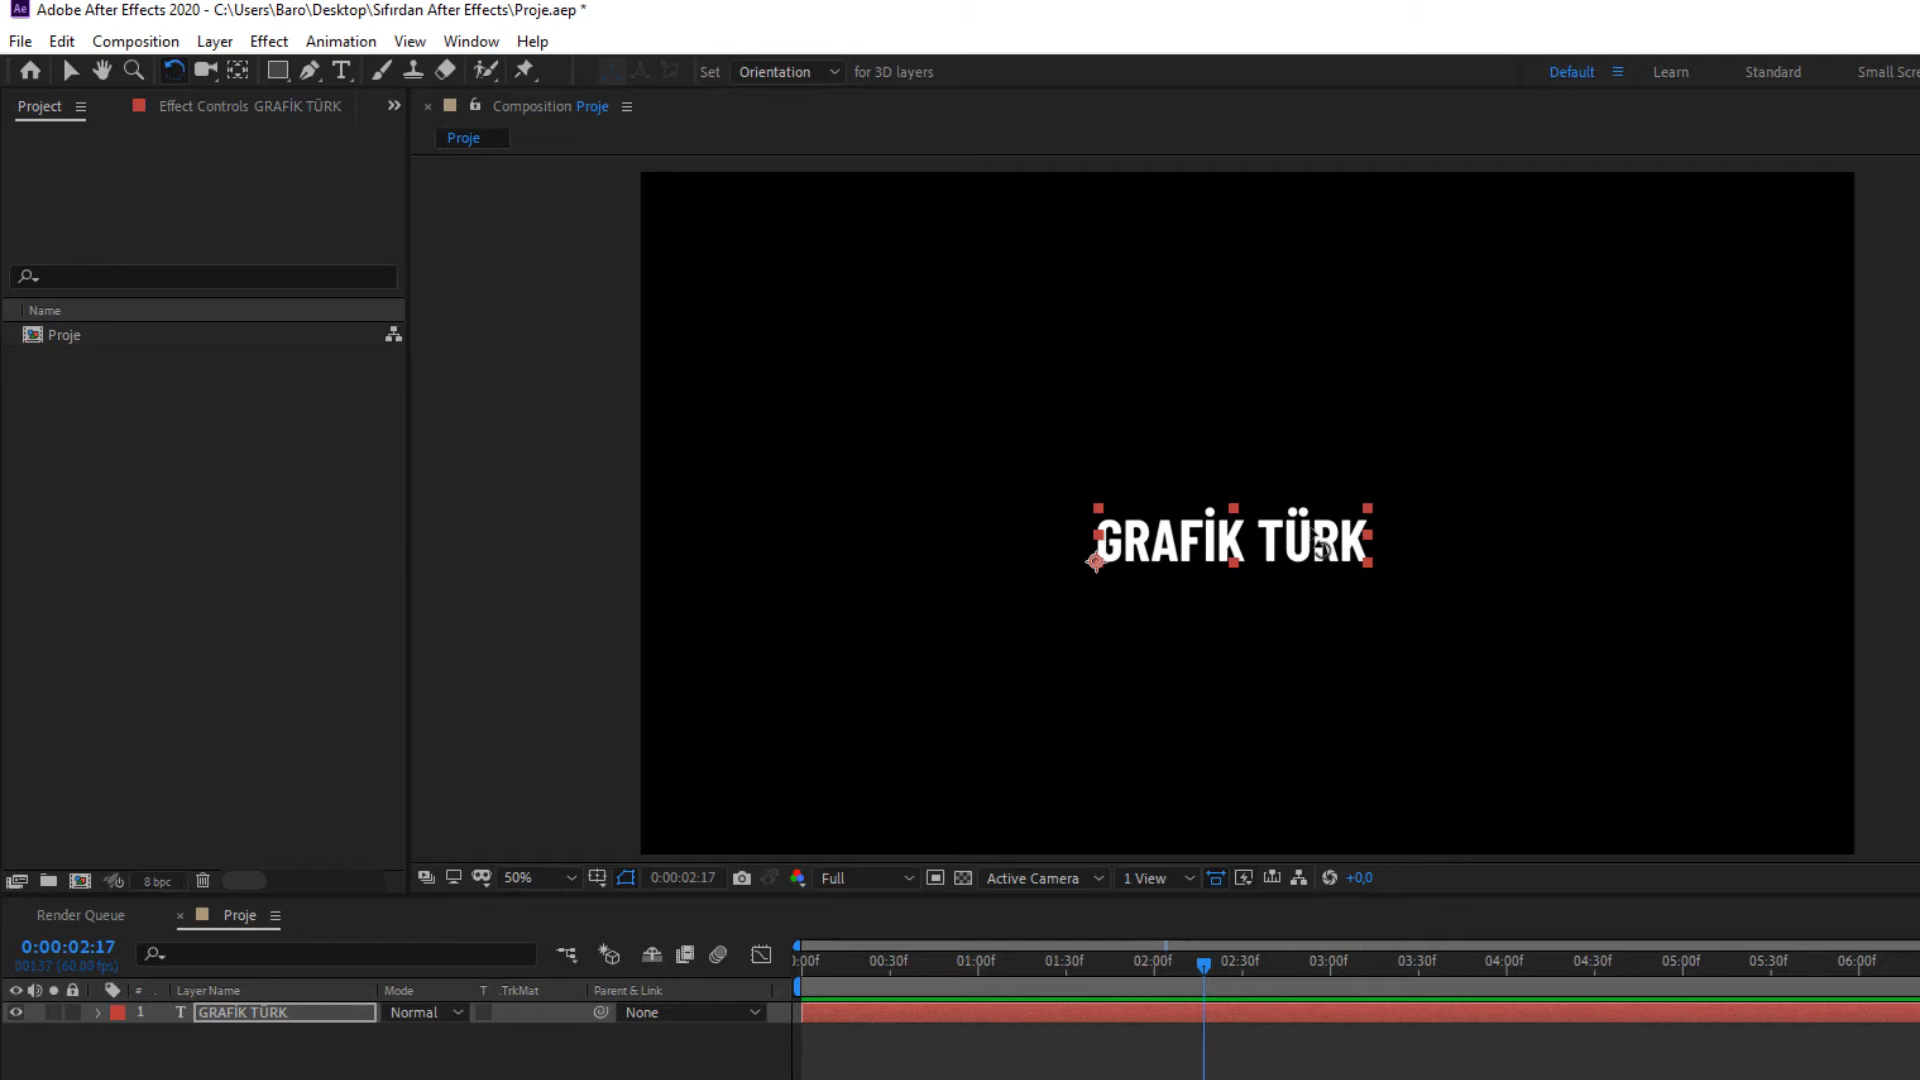 Ae Adobe After Effects 2020 - C:\Users\Baro\Desktop\Sıfırdan After Effects\Proje.aep *
File Edit Composition Layer Effect Animation View Window Help
Set Orientation for 3D layers Default Learn Standard Small Scre
Project Effect Controls GRAFİK TÜRK Composition Proje
Proje
Name
Proje
GRAFİK TÜRK
8 bpc 50% 0:00:02:17 Full Active Camera 1 View +0,0
Render Queue Proje
0:00:02:17
00137 (60.00 fps)
:00f 00:30f 01:00f 01:30f 02:00f 02:30f 03:00f 03:30f 04:00f 04:30f 05:00f 05:30f 06:00f
Layer Name Mode T .TrkMat Parent & Link
1 T GRAFİK TÜRK Normal None